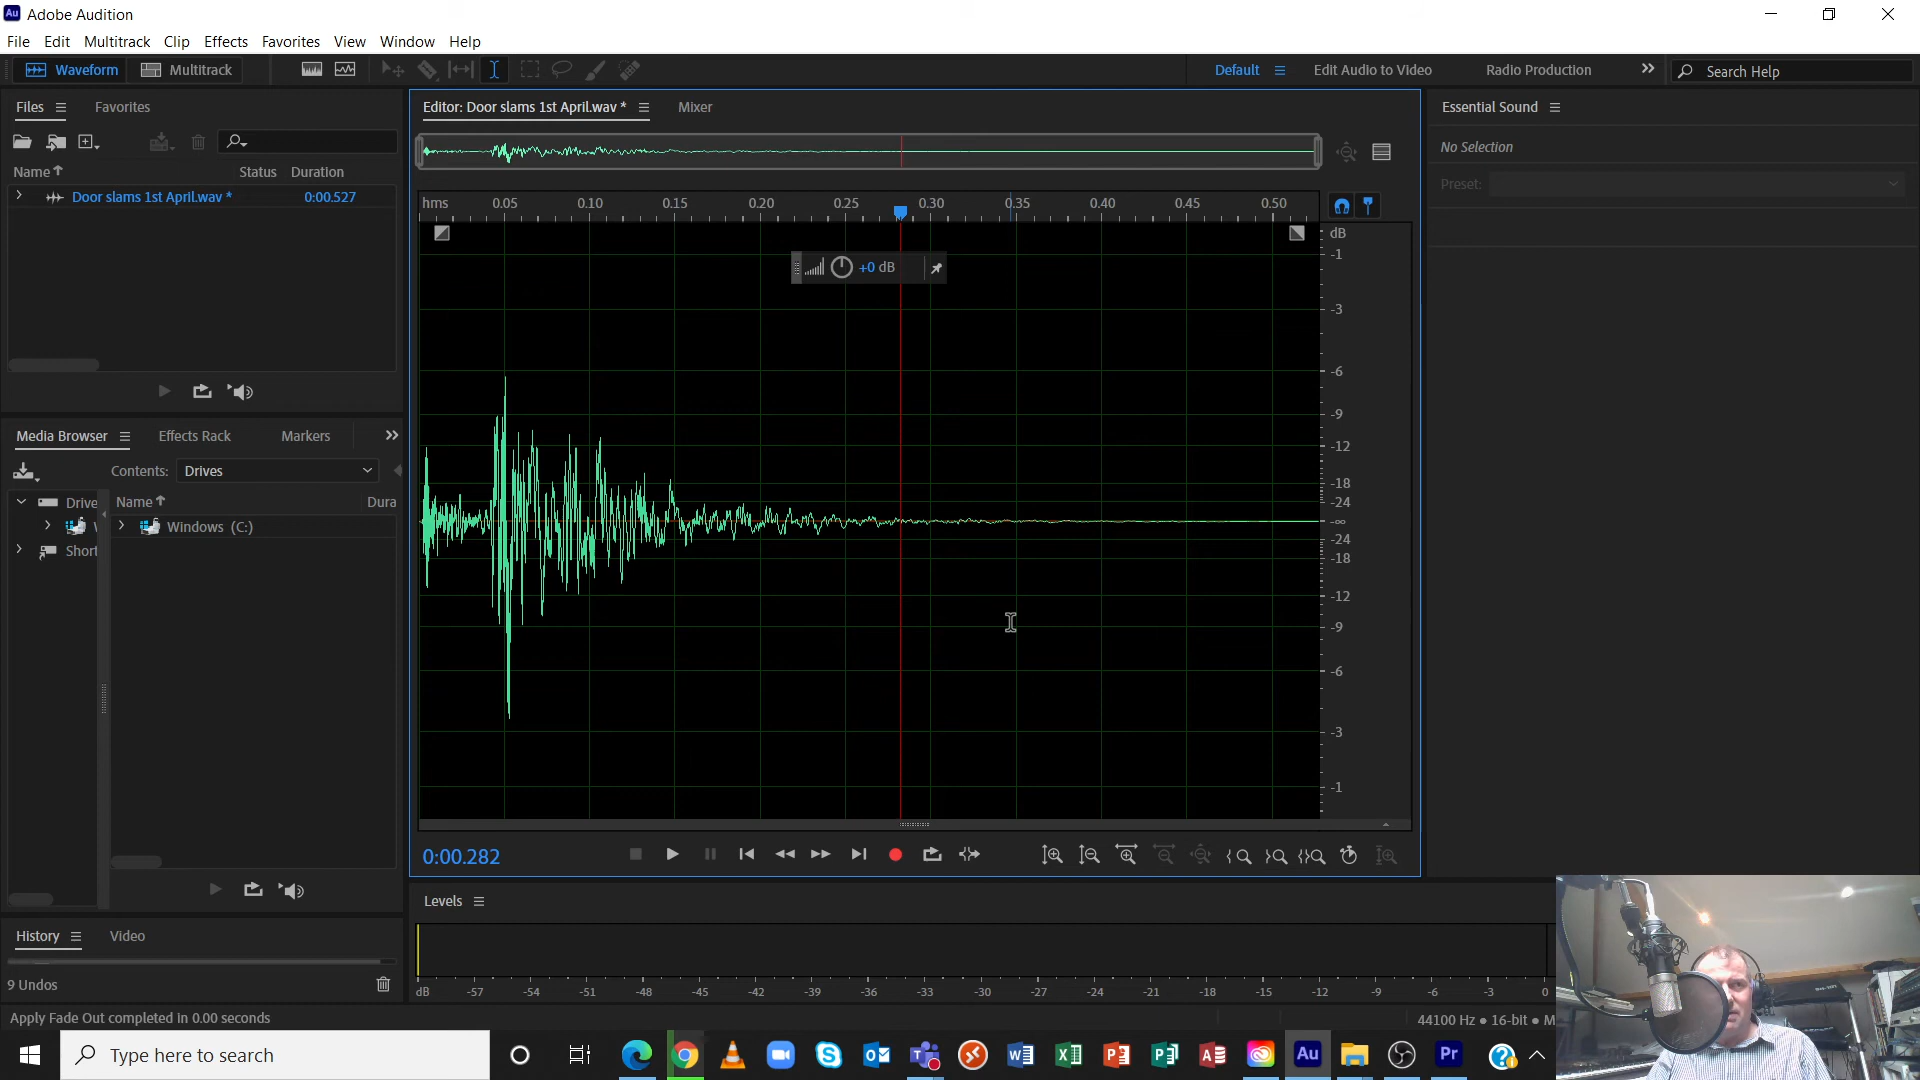 Au Adobe Audition
File Edit Multitrack Clip Effects Favorites View Window Help
Waveform Multitrack Default Edit Audio to Video Radio Production Search Help
Files Favorites
Name Status Duration
Door slams 1st April.wav * 0:00.527
Editor: Door slams 1st April.wav * Mixer
hms 0.05 0.10 0.15 0.20 0.25 0.30 0.35 0.40 0.45 0.50
+0 dB
dB
-1
-3
-6
-9
-12
-18
-24
-∞
-24
-18
-12
-9
-6
-3
-1
Essential Sound
No Selection
Preset:
Media Browser Effects Rack Markers
Contents: Drives
Drive Name Dura
Windows (C:)
Short
0:00.282
Levels
dB -57 -54 -51 -48 -45 -42 -39 -36 -33 -30 -27 -24 -21 -18 -15 -12 -9 -6 -3 0
History Video
9 Undos
Apply Fade Out completed in 0.00 seconds
44100 Hz • 16-bit • M
Type here to search
Au
Pr